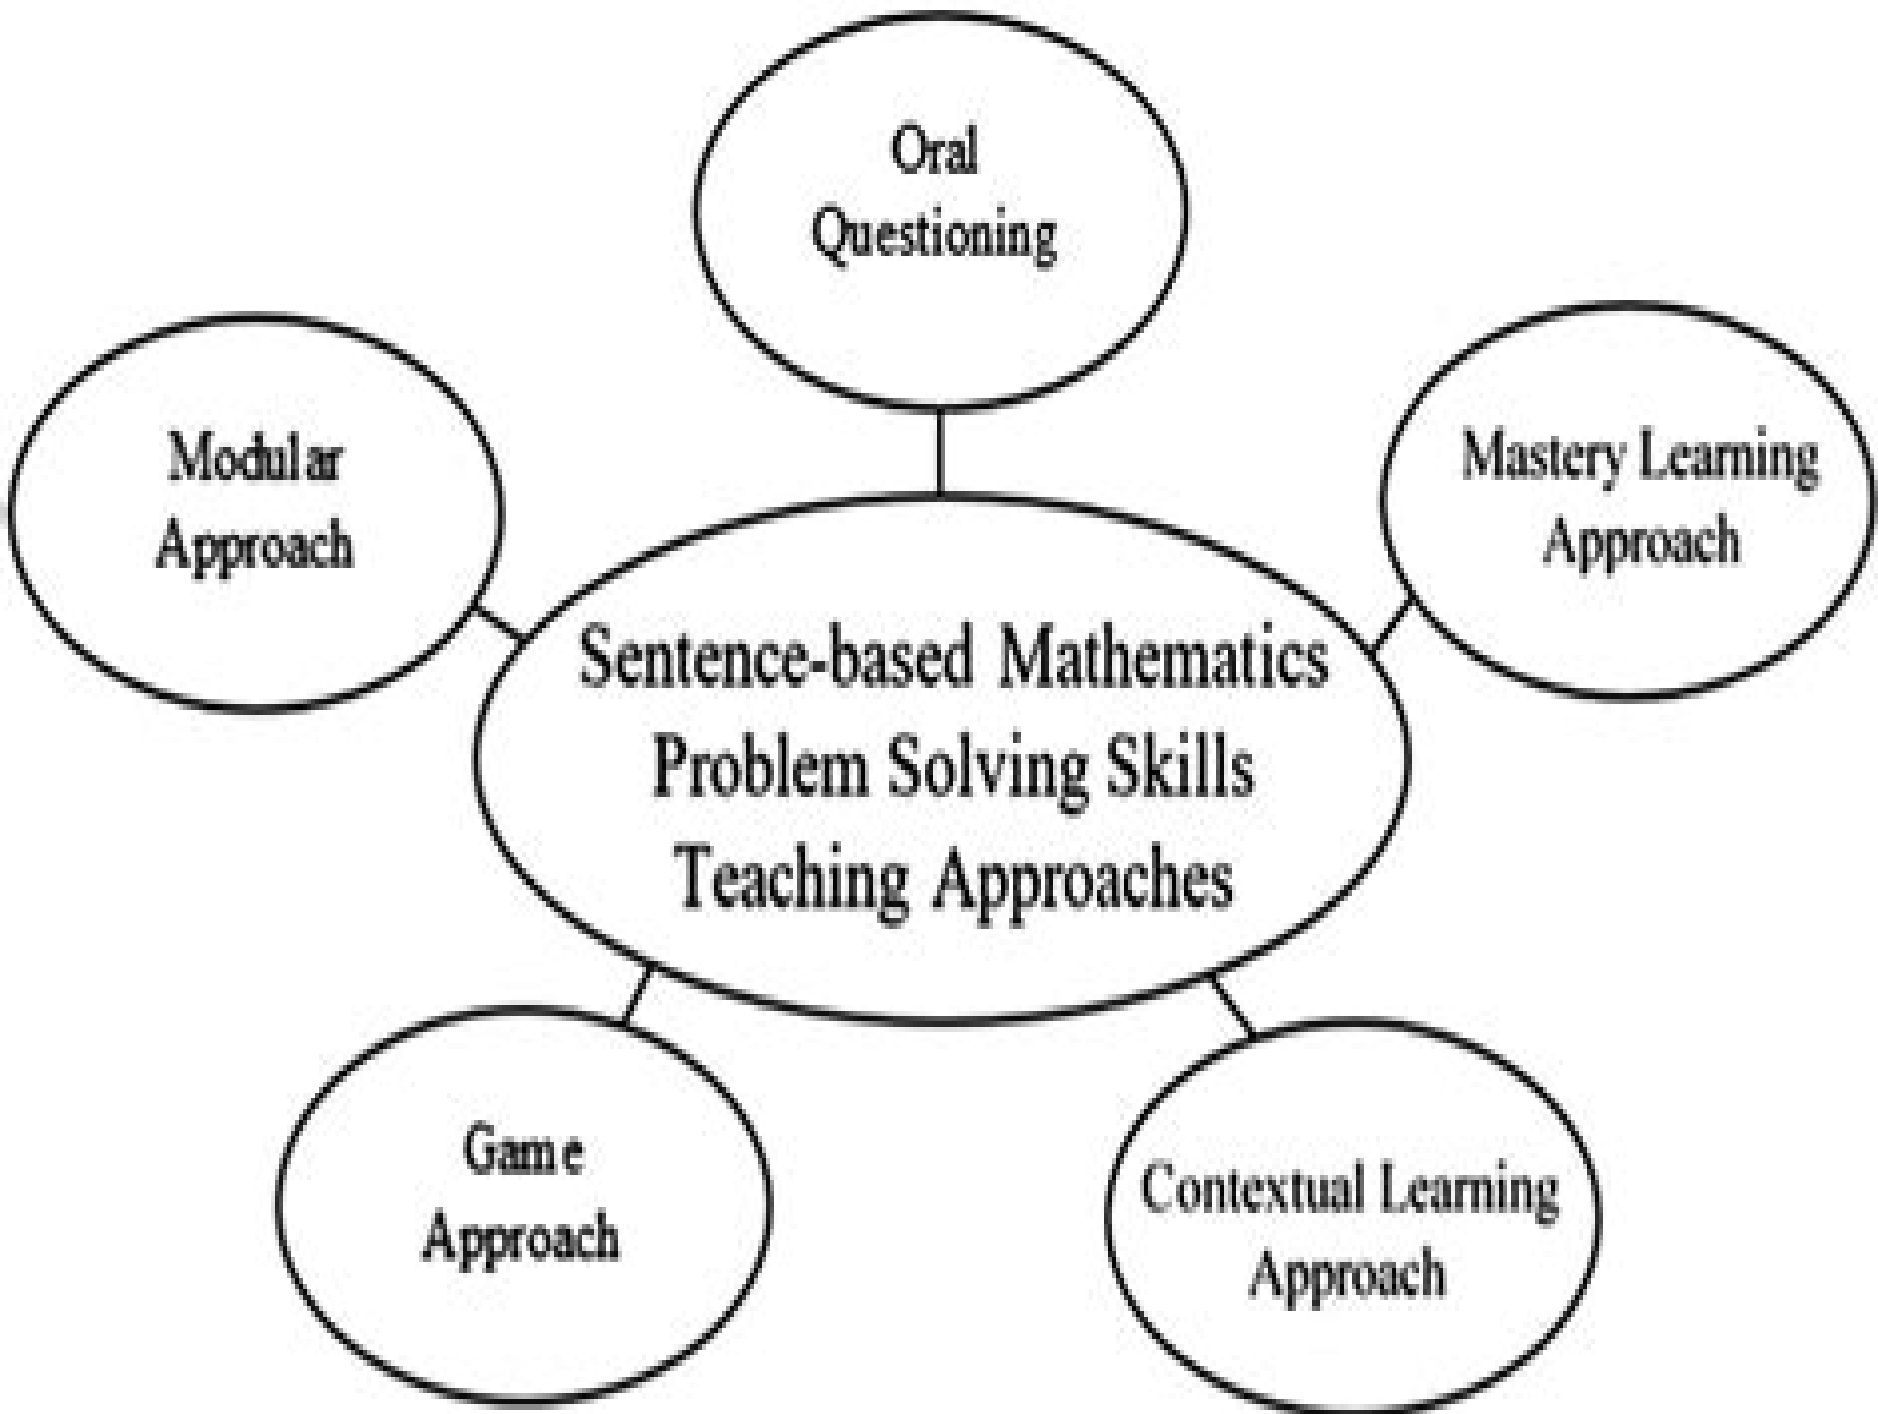 Oral
Questioning
Modular
Approach
Mastery Learning
Approach
Sentence-based Mathematics
Problem Solving Skills
Teaching Approaches
Game
Approach
Contextual Learning
Approach